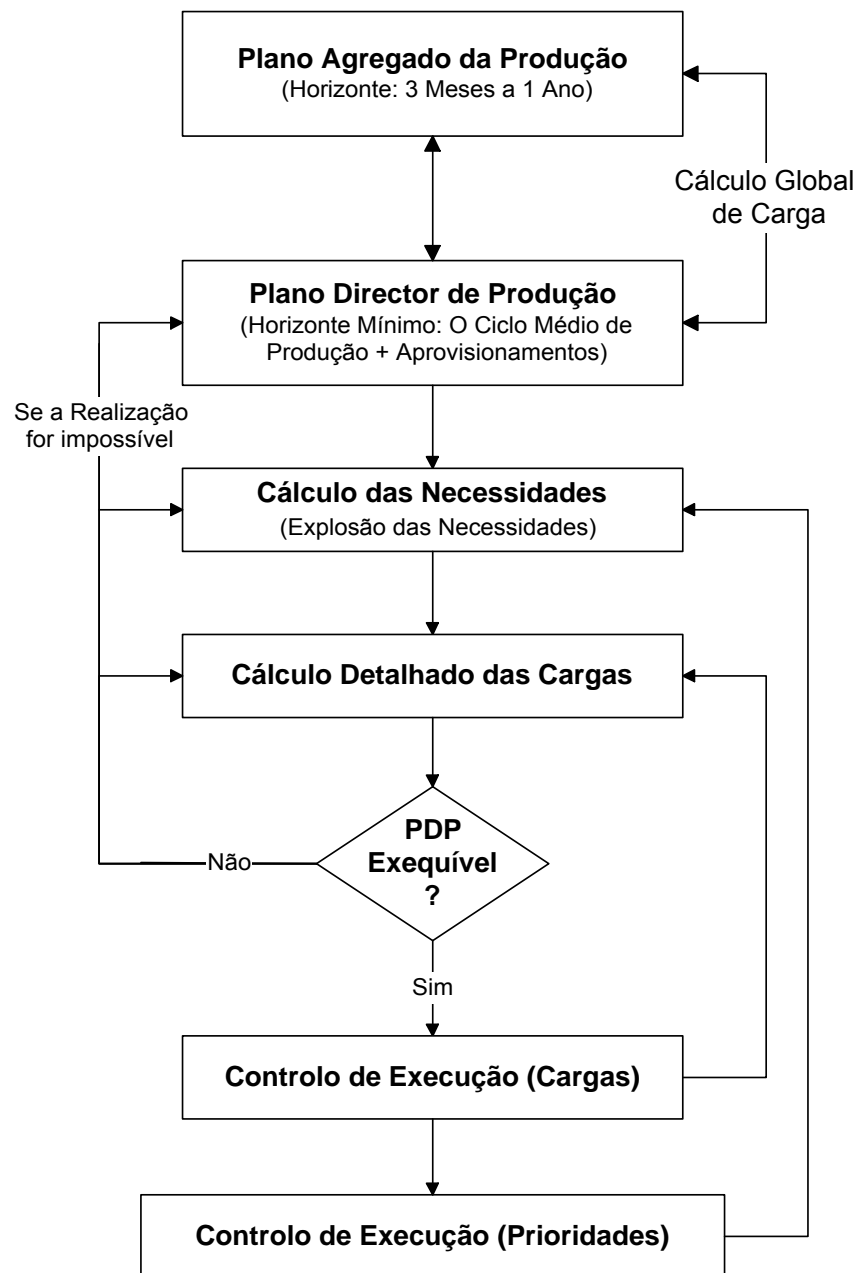 Plano Agregado da Produção
(Horizonte: 3 Meses a 1 Ano)
Cálculo Global
de Carga
Plano Director de Produção
(Horizonte Mínimo: O Ciclo Médio de
Produção + Aprovisionamentos)
Se a Realização
for impossível
Cálculo das Necessidades
(Explosão das Necessidades)
Cálculo Detalhado das Cargas
PDP
Exequível
?
Não
Sim
Controlo de Execução (Cargas)
Controlo de Execução (Prioridades)